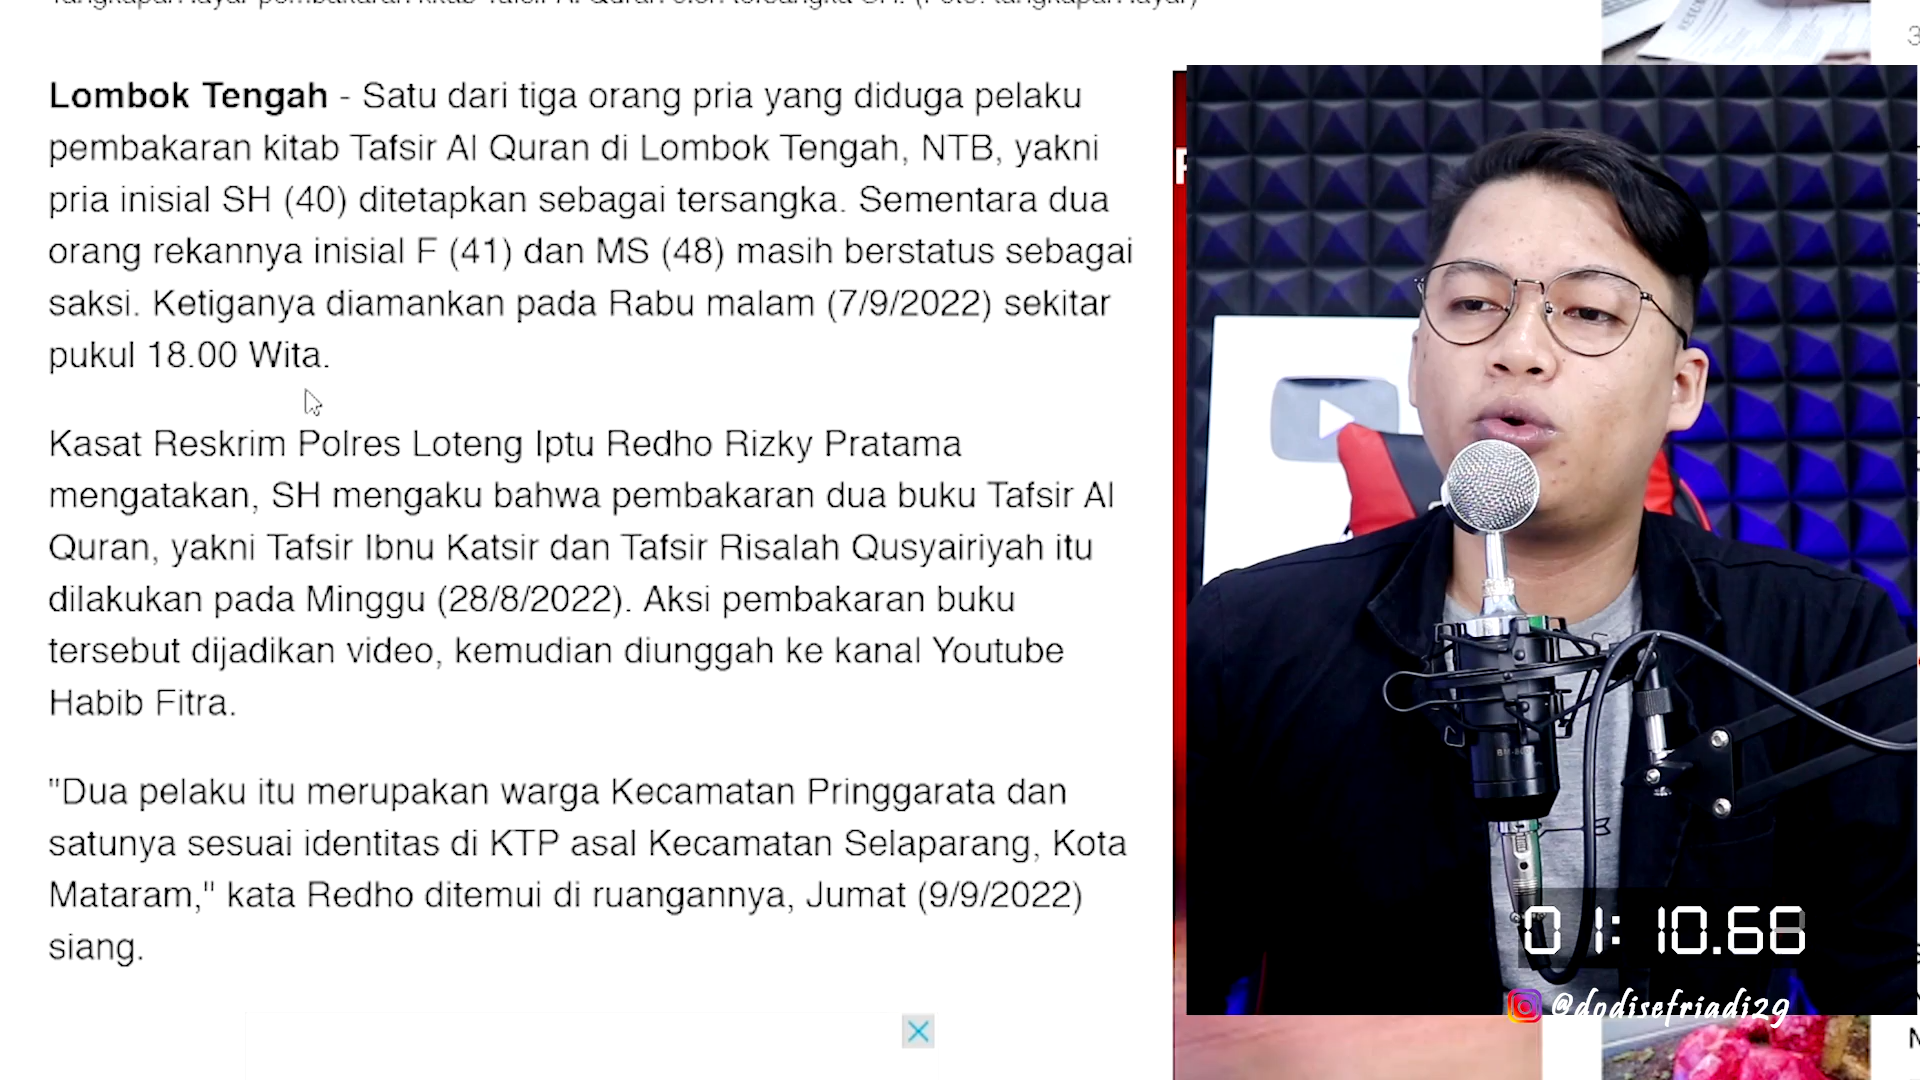 Lombok Tengah - Satu dari tiga orang pria yang diduga pelaku
pembakaran kitab Tafsir Al Quran di Lombok Tengah, NTB, yakni
pria inisial SH (40) ditetapkan sebagai tersangka. Sementara dua
orang rekannya inisial F (41) dan MS (48) masih berstatus sebagai
saksi. Ketiganya diamankan pada Rabu malam (7/9/2022) sekitar
pukul 18.00 Wita.
Kasat Reskrim Polres Loteng Iptu Redho Rizky Pratama
mengatakan, SH mengaku bahwa pembakaran dua buku Tafsir Al
Quran, yakni Tafsir Ibnu Katsir dan Tafsir Risalah Qusyairiyah itu
dilakukan pada Minggu (28/8/2022). Aksi pembakaran buku
tersebut dijadikan video, kemudian diunggah ke kanal Youtube
Habib Fitra.
"Dua pelaku itu merupakan warga Kecamatan Pringgarata dan
satunya sesuai identitas di KTP asal Kecamatan Selaparang, Kota
Mataram," kata Redho ditemui di ruangannya, Jumat (9/9/2022)
siang.
01:10.66
@dodisefriadi29